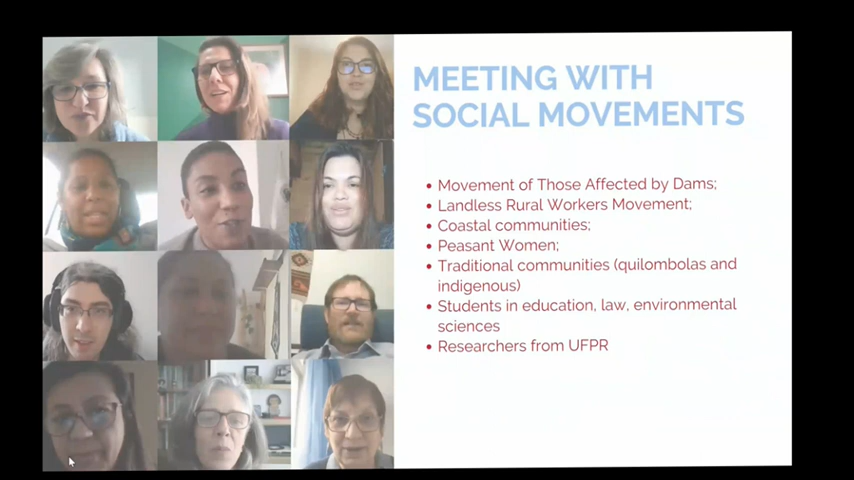 MEETING WITH
SOCIAL MOVEMENTS
• Movement of Those Affected by Dams;
• Landless Rural Workers Movement;
• Coastal communities;
• Peasant Women;
• Traditional communities (quilombolas and
indigenous)
• Students in education, law, environmental
sciences
• Researchers from UFPR